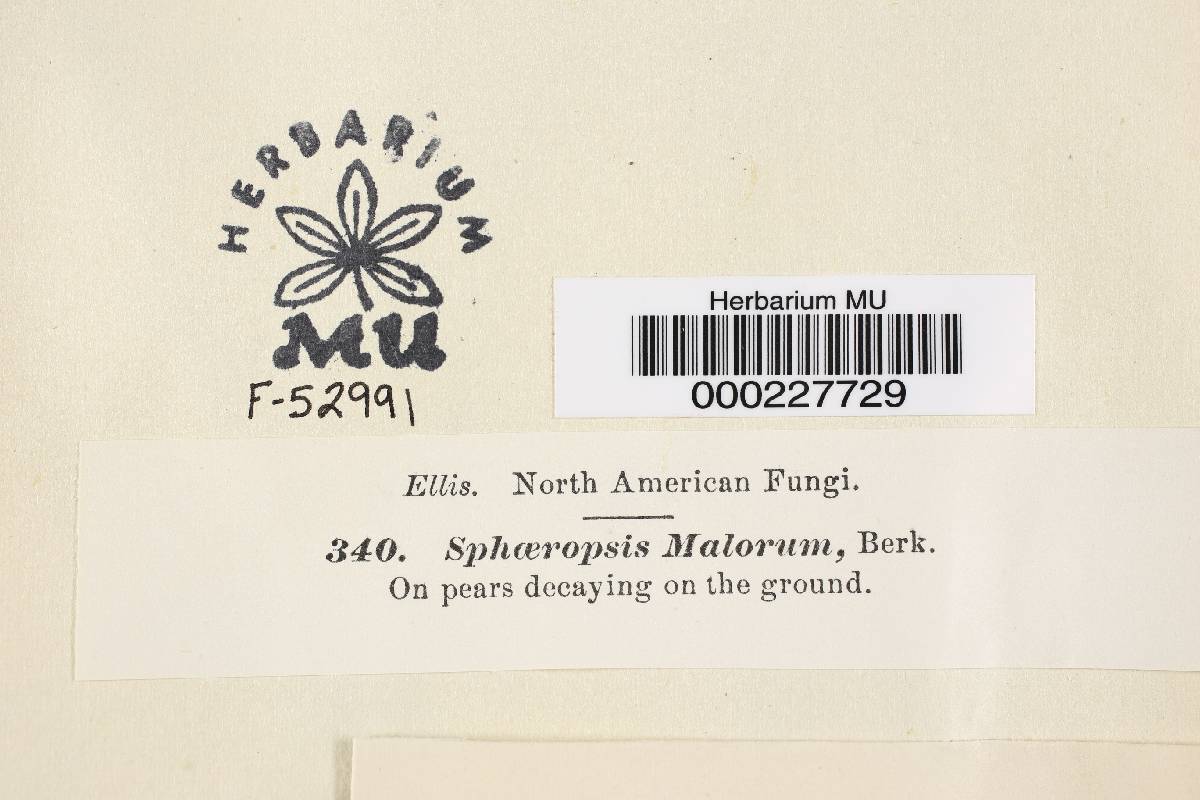 HERBARIUM
MU
F-52991
Herbarium MU
000227729
Ellis. North American Fungi.
340. Sphæropsis Malorum, Berk.
On pears decaying on the ground.